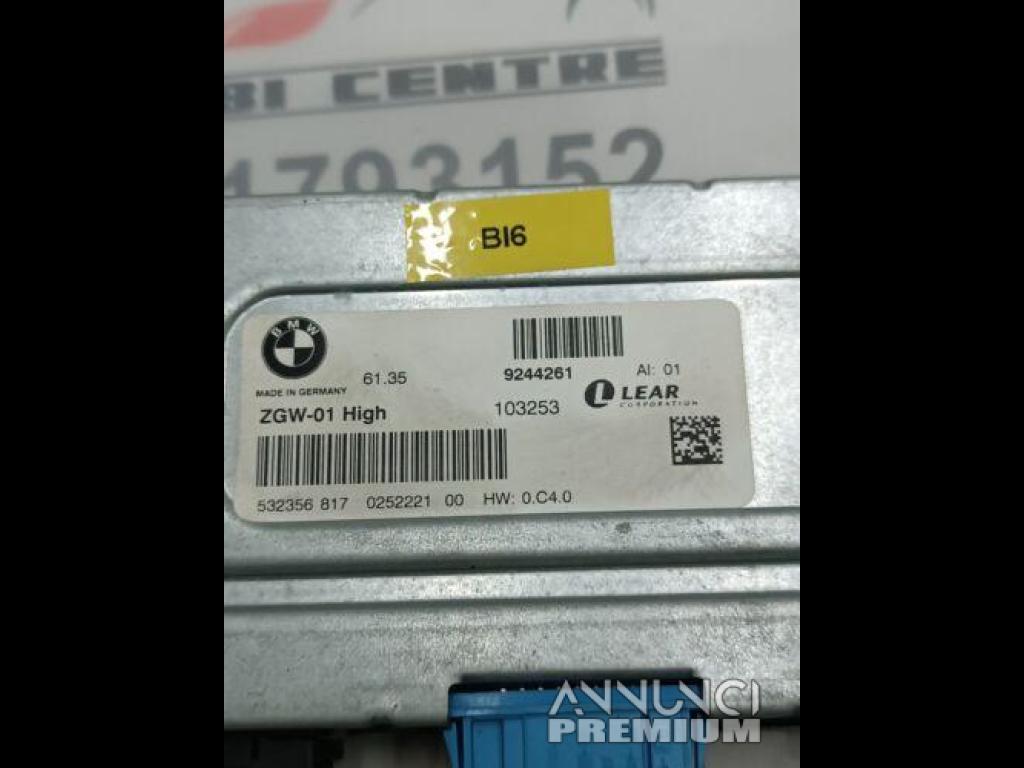 BI CENTRE
1793152
BI6
BMW
MADE IN GERMANY
61.35
9244261
AI: 01
ZGW-01 High
103253
LEAR
CORPORATION
532356 817 0252221 00 HW: 0.C4.0
ANNUNCI
PREMIUM